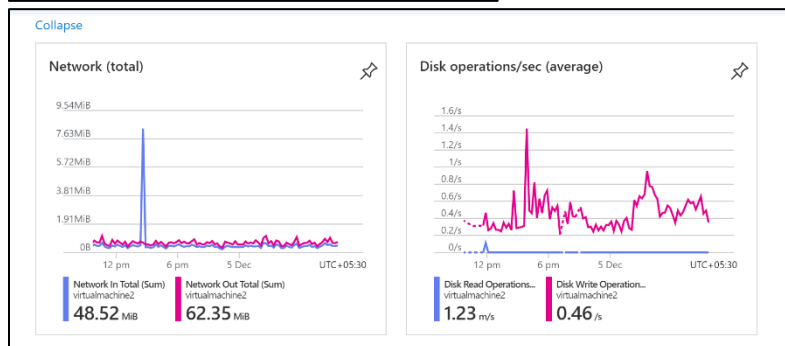 Collapse
Network (total)
9.54MiB
7.63MiB
5.72MiB
3.81MiB
1.91MiB
0B
12 pm 6 pm 5 Dec UTC+05:30
Network In Total (Sum)
virtualmachine2
48.52 MiB
Network Out Total (Sum)
virtualmachine2
62.35 MiB
Disk operations/sec (average)
1.6/s
1.4/s
1.2/s
1/s
0.8/s
0.6/s
0.4/s
0.2/s
0/s
12 pm 6 pm 5 Dec UTC+05:30
Disk Read Operations...
virtualmachine2
1.23 m/s
Disk Write Operation...
virtualmachine2
0.46 /s